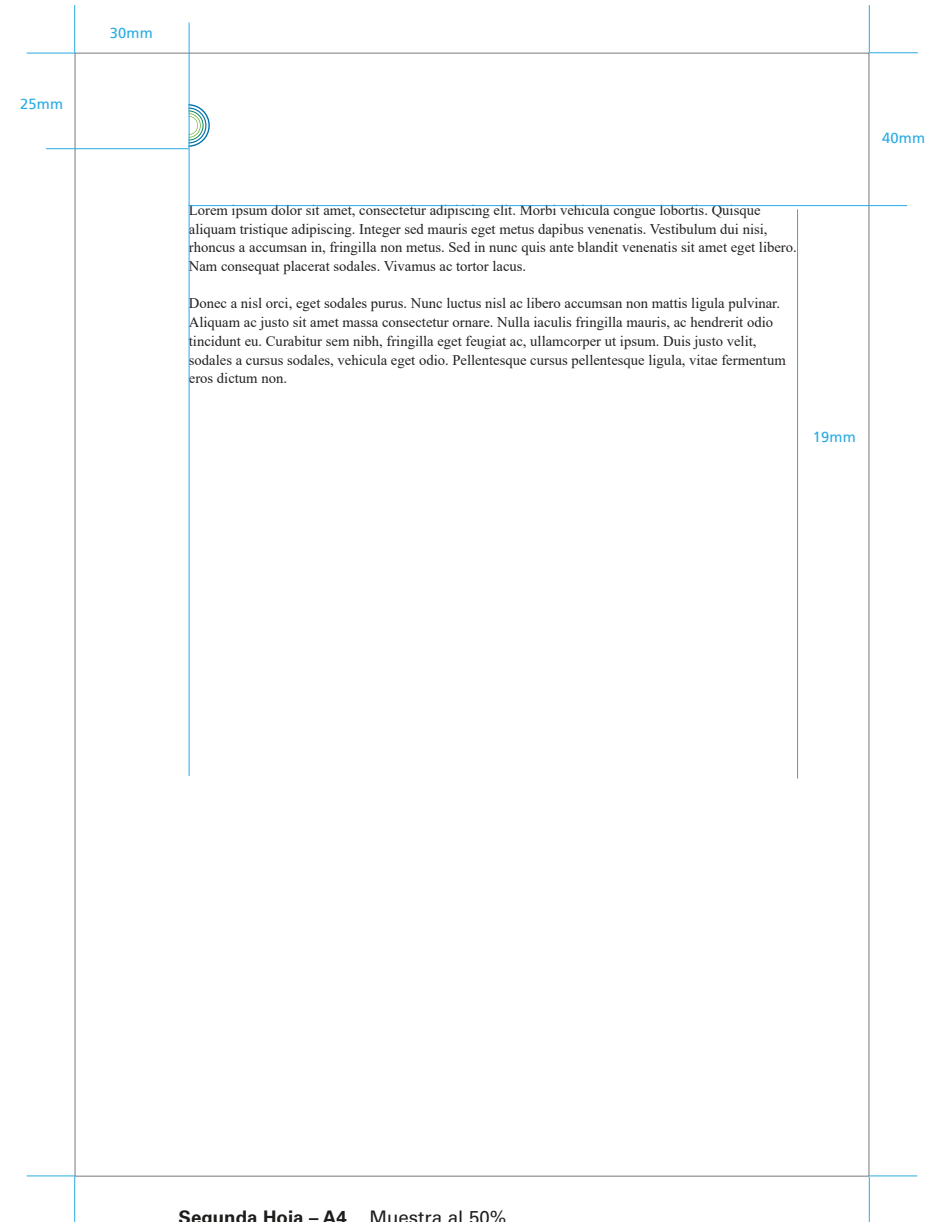 30mm
25mm
40mm
Lorem ipsum dolor sit amet, consectetur adipiscing elit. Morbi vehicula congue lobortis. Quisque
aliquam tristique adipiscing. Integer sed mauris eget metus dapibus venenatis. Vestibulum dui nisi,
rhoncus a accumsan in, fringilla non metus. Sed in nunc quis ante blandit venenatis sit amet eget libero.
Nam consequat placerat sodales. Vivamus ac tortor lacus.
Donec a nisl orci, eget sodales purus. Nunc luctus nisl ac libero accumsan non mattis ligula pulvinar.
Aliquam ac justo sit amet massa consectetur ornare. Nulla iaculis fringilla mauris, ac hendrerit odio
tincidunt eu. Curabitur sem nibh, fringilla eget feugiat ac, ullamcorper ut ipsum. Duis justo velit,
sodales a cursus sodales, vehicula eget odio. Pellentesque cursus pellentesque ligula, vitae fermentum
eros dictum non.
19mm
Segunda Hoja – A4 Muestra al 50%